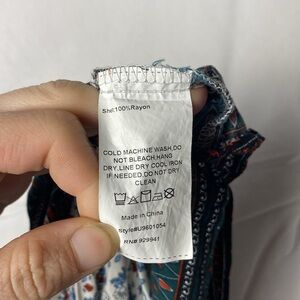 Shell:100%Rayon
COLD MACHINE WASH,DO
NOT BLEACH.HANG
DRY.LINE DRY COOL IRON
IF NEEDED.DO NOT DRY
CLEAN
Made in China
Style#U9601054
RN# 929941